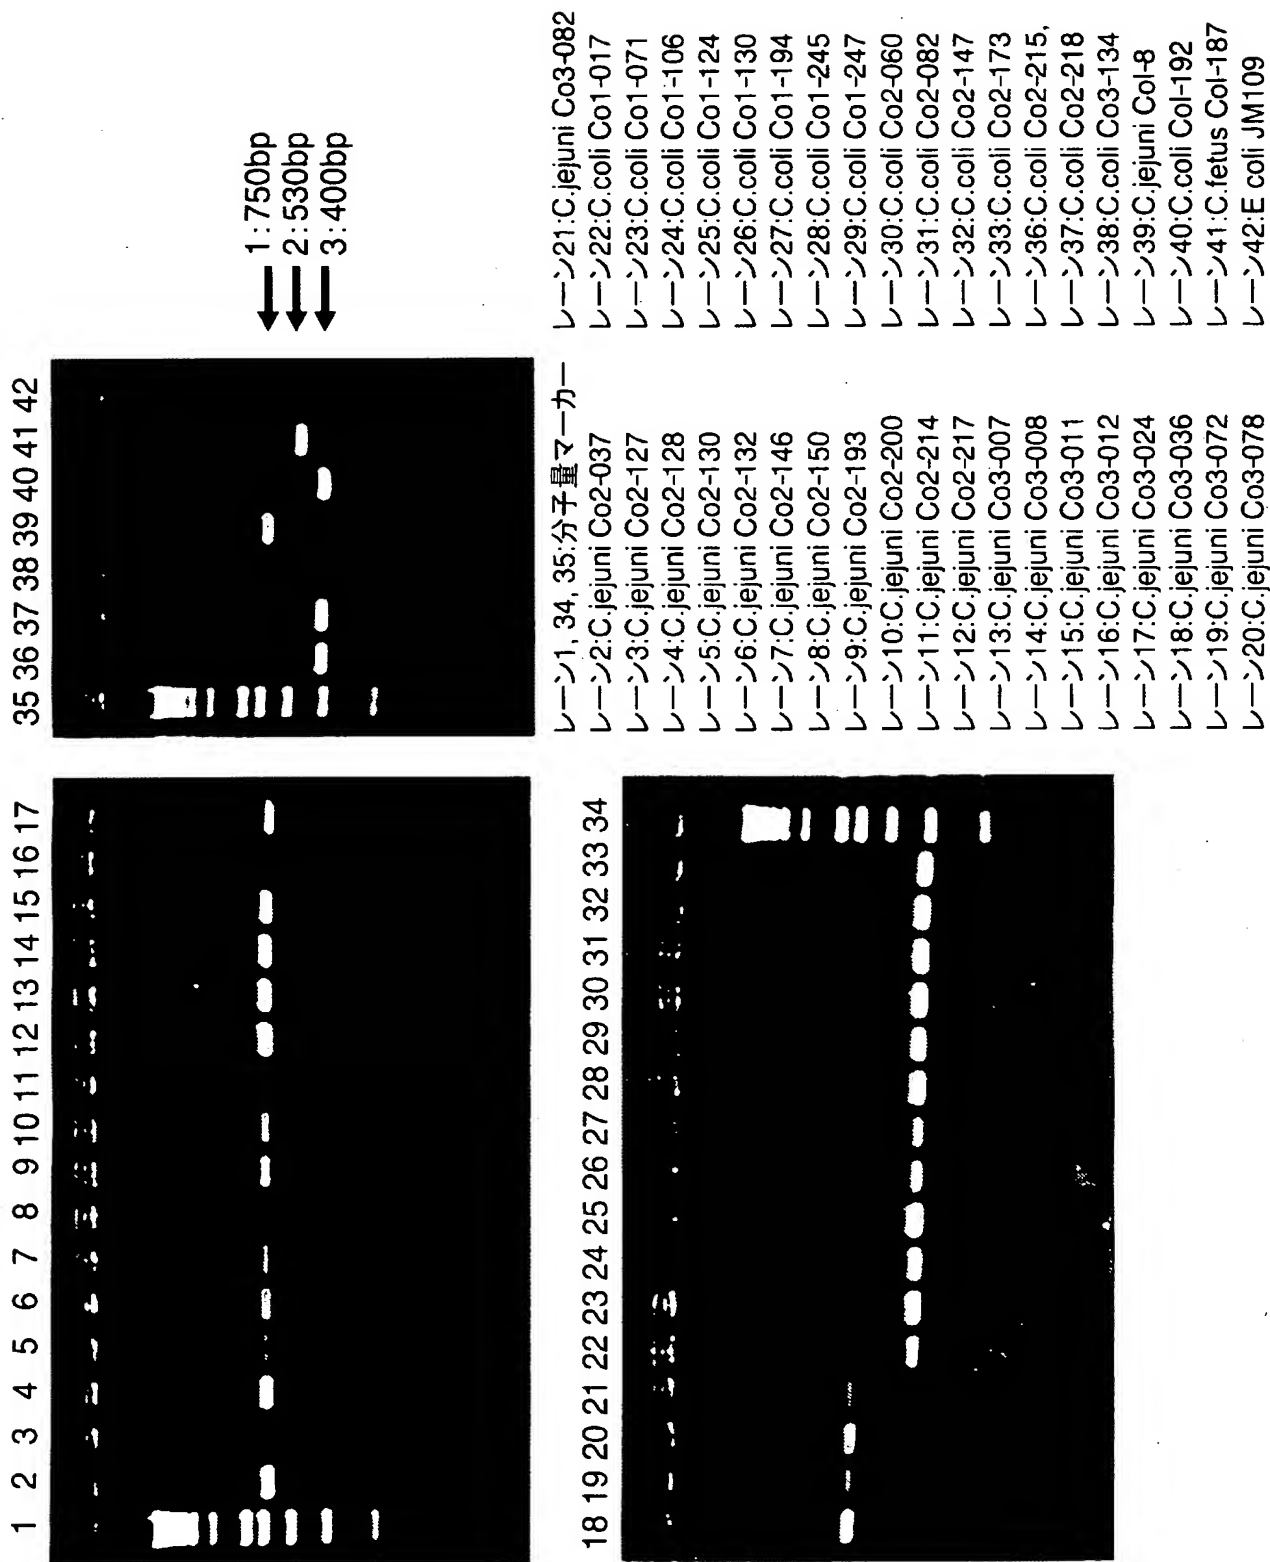 1 2 3 4 5 6 7 8 9 10 11 12 13 14 15 16 17
35 36 37 38 39 40 41 42
1:750bp
2:530bp
3:400bp
18 19 20 21 22 23 24 25 26 27 28 29 30 31 32 33 34
レーン1, 34, 35:分子量マーカー
レーン2:C.jejuni Co2-037
レーン3:C.jejuni Co2-127
レーン4:C.jejuni Co2-128
レーン5:C.jejuni Co2-130
レーン6:C.jejuni Co2-132
レーン7:C.jejuni Co2-146
レーン8:C.jejuni Co2-150
レーン9:C.jejuni Co2-193
レーン10:C.jejuni Co2-200
レーン11:C.jejuni Co2-214
レーン12:C.jejuni Co2-217
レーン13:C.jejuni Co3-007
レーン14:C.jejuni Co3-008
レーン15:C.jejuni Co3-011
レーン16:C.jejuni Co3-012
レーン17:C.jejuni Co3-024
レーン18:C.jejuni Co3-036
レーン19:C.jejuni Co3-072
レーン20:C.jejuni Co3-078
レーン21:C.jejuni Co3-082
レーン22:C.coli Co1-017
レーン23:C.coli Co1-071
レーン24:C.coli Co1-106
レーン25:C.coli Co1-124
レーン26:C.coli Co1-130
レーン27:C.coli Co1-194
レーン28:C.coli Co1-245
レーン29:C.coli Co1-247
レーン30:C.coli Co2-060
レーン31:C.coli Co2-082
レーン32:C.coli Co2-147
レーン33:C.coli Co2-173
レーン36:C.coli Co2-215,
レーン37:C.coli Co2-218
レーン38:C.coli Co3-134
レーン39:C.jejuni Col-8
レーン40:C.coli Col-192
レーン41:C.fetus Col-187
レーン42:E coli JM109